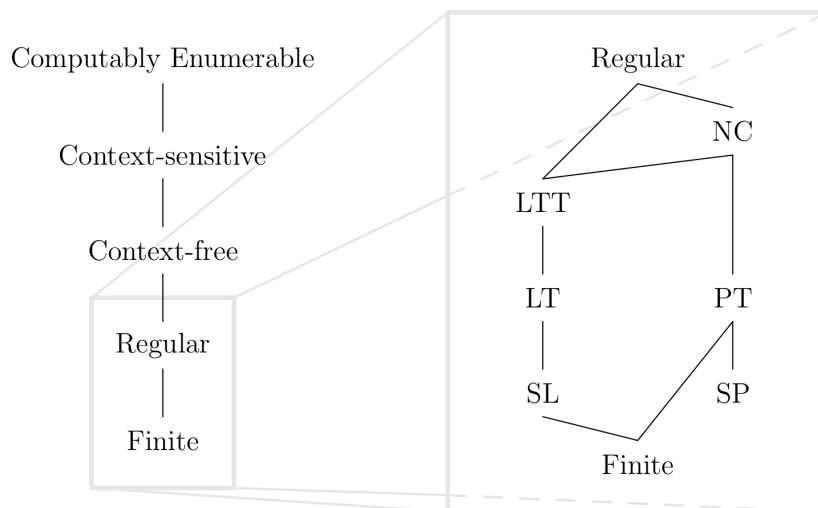 Computably Enumerable
Context-sensitive
Context-free
Regular
Finite
Regular
NC
LTT
LT
PT
SL
SP
Finite